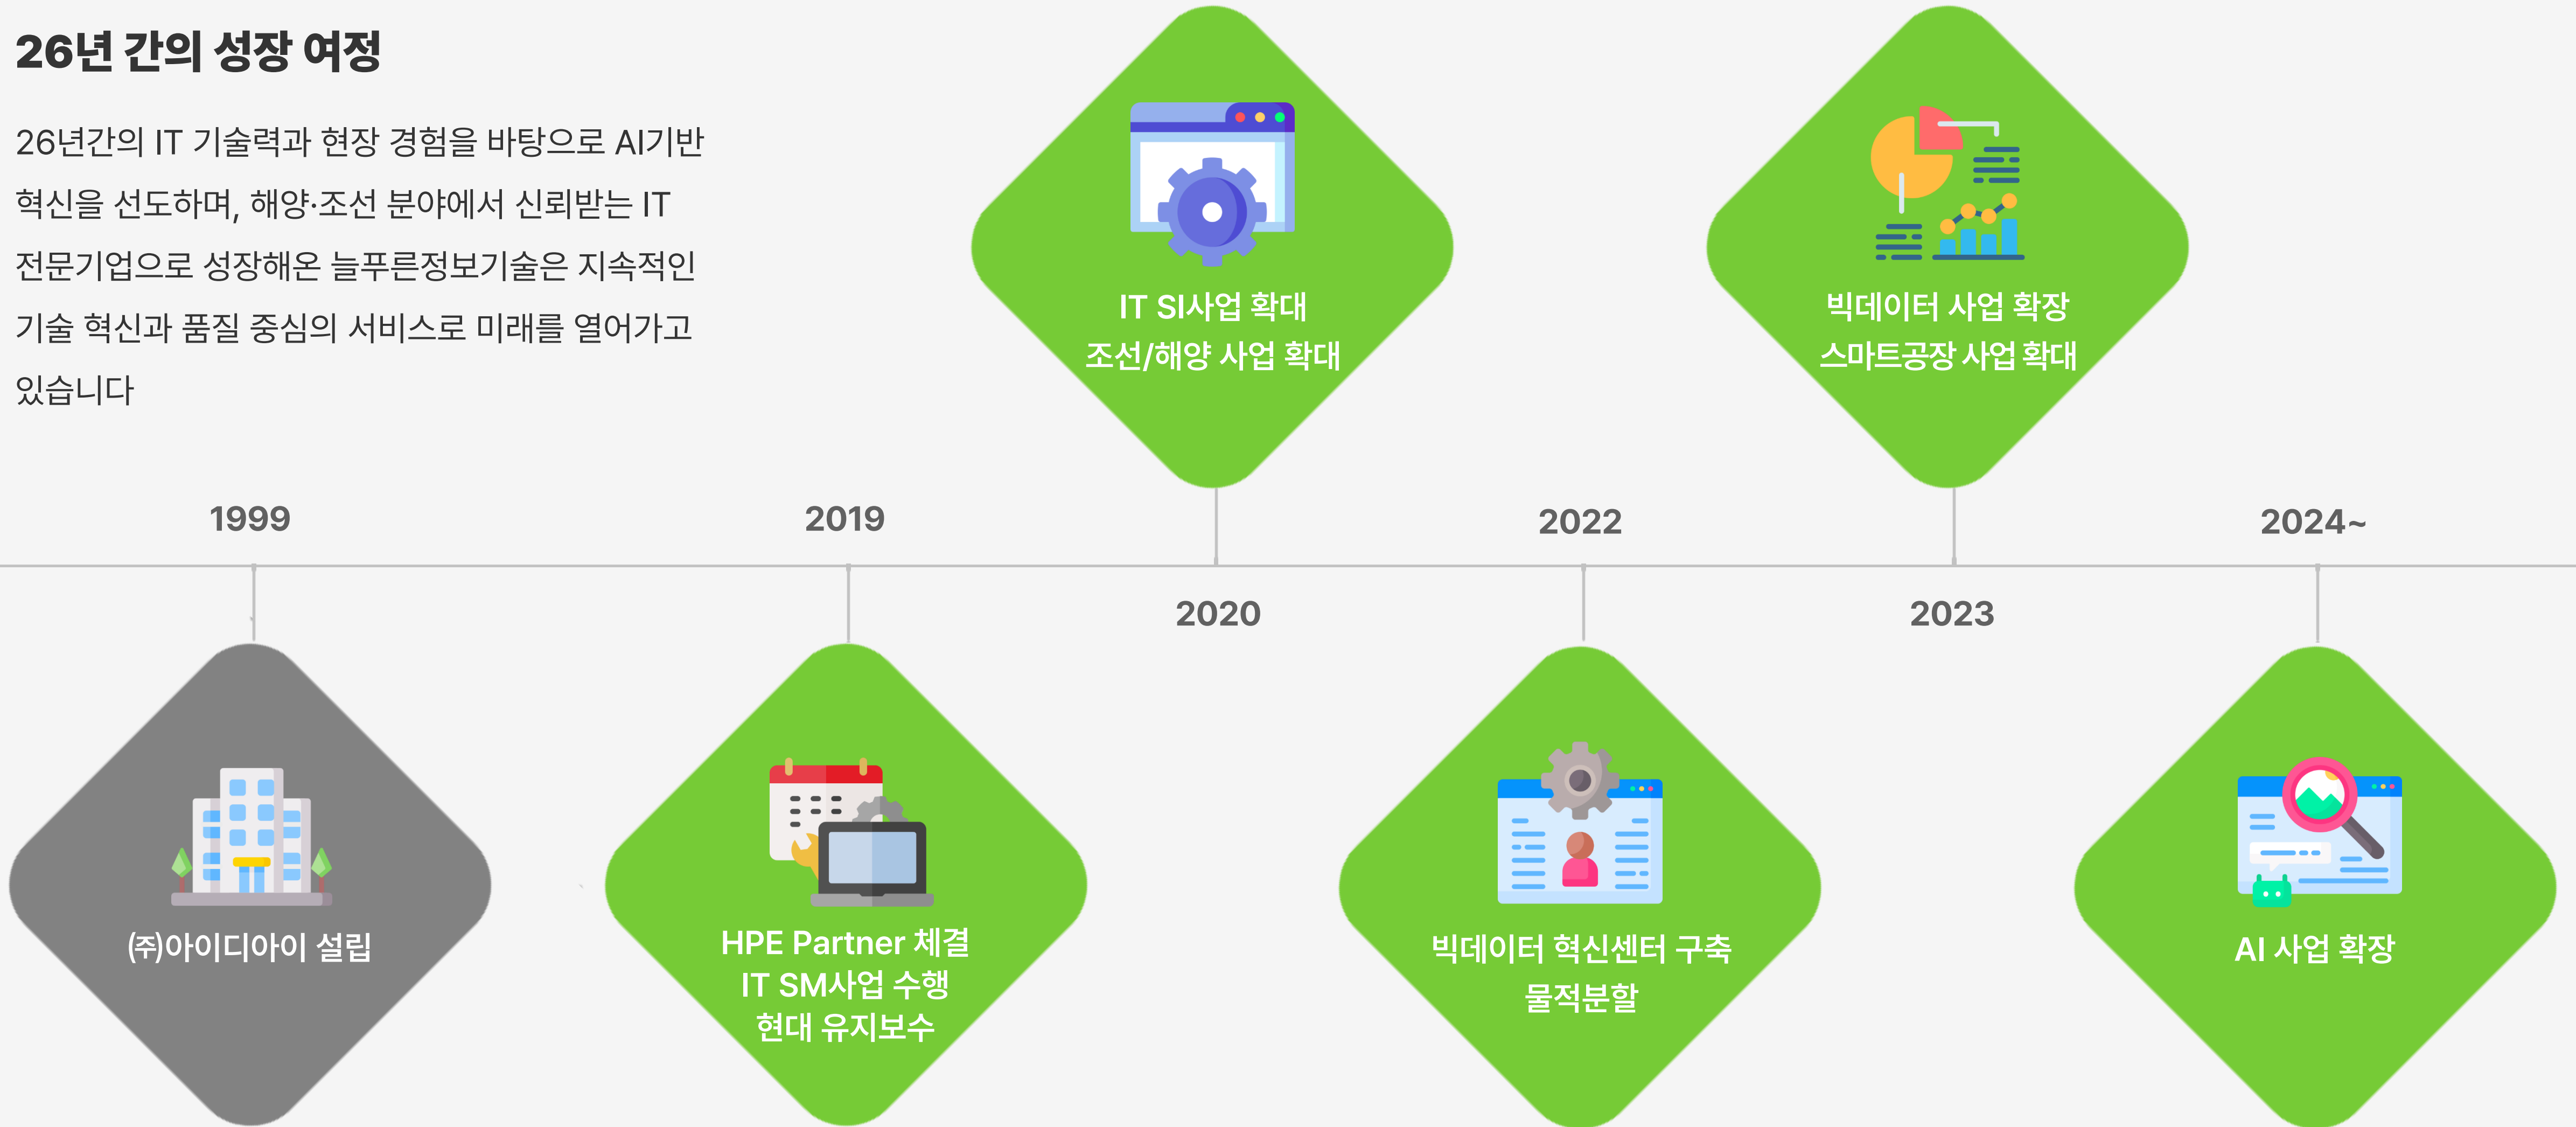 26년 간의 성장 여정
26년간의 IT 기술력과 현장 경험을 바탕으로 AI기반
혁신을 선도하며, 해양·조선 분야에서 신뢰받는 IT
전문기업으로 성장해온 늘푸른정보기술은 지속적인
기술 혁신과 품질 중심의 서비스로 미래를 열어가고
있습니다
1999
㈜아이디아이 설립
2019
HPE Partner 체결
IT SM사업 수행
현대 유지보수
IT SI사업 확대
조선/해양 사업 확대
2020
2022
빅데이터 혁신센터 구축
물적분할
빅데이터 사업 확장
스마트공장 사업 확대
2023
2024~
AI 사업 확장